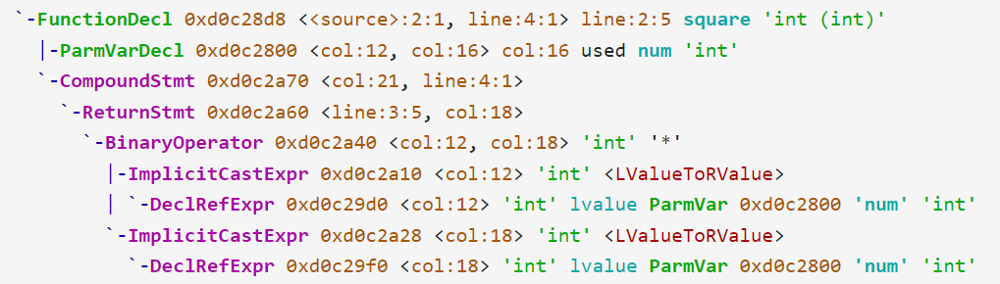 `-FunctionDecl 0xd0c28d8 <<source>:2:1, line:4:1> line:2:5 square 'int (int)'
  |-ParmVarDecl 0xd0c2800 <col:12, col:16> col:16 used num 'int'
  `-CompoundStmt 0xd0c2a70 <col:21, line:4:1>
    `-ReturnStmt 0xd0c2a60 <line:3:5, col:18>
      `-BinaryOperator 0xd0c2a40 <col:12, col:18> 'int' '*'
        |-ImplicitCastExpr 0xd0c2a10 <col:12> 'int' <LValueToRValue>
        | `-DeclRefExpr 0xd0c29d0 <col:12> 'int' lvalue ParmVar 0xd0c2800 'num' 'int'
        `-ImplicitCastExpr 0xd0c2a28 <col:18> 'int' <LValueToRValue>
          `-DeclRefExpr 0xd0c29f0 <col:18> 'int' lvalue ParmVar 0xd0c2800 'num' 'int'